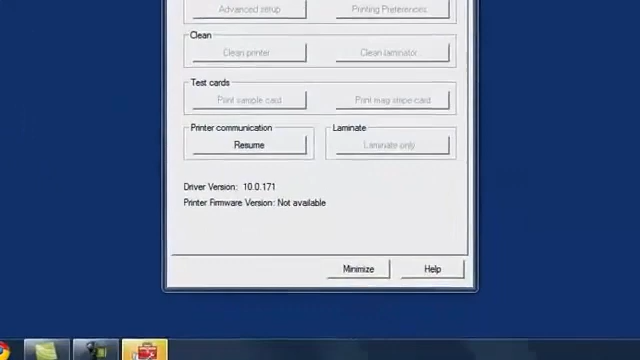 Advanced setup Printing Preferences
Clean
Clean printer Clean laminator
Test cards
Print sample card Print mag stripe card
Printer communication Laminate
Resume Laminate only
Driver Version: 10.0.171
Printer Firmware Version: Not available
Minimize Help